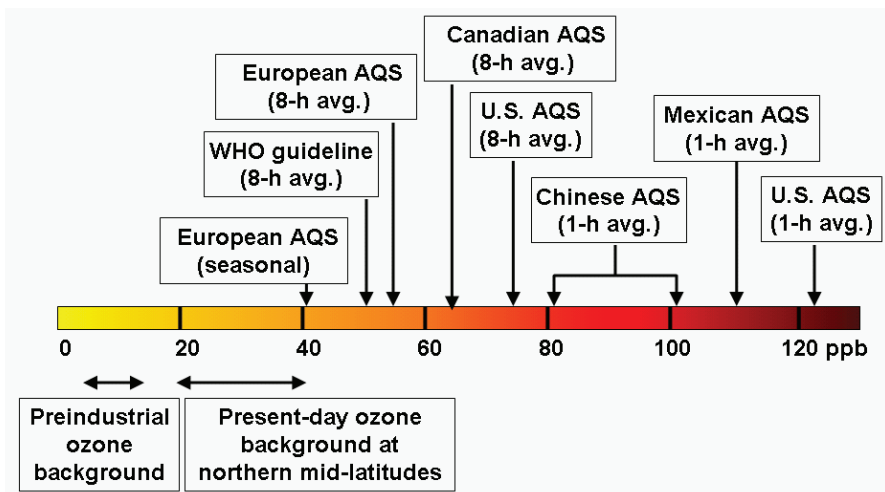 Canadian AQS
(8-h avg.)
European AQS
(8-h avg.)
U.S. AQS
(8-h avg.)
Mexican AQS
(1-h avg.)
WHO guideline
(8-h avg.)
Chinese AQS
(1-h avg.)
U.S. AQS
(1-h avg.)
European AQS
(seasonal)
0 20 40 60 80 100 120 ppb
Preindustrial
ozone
background
Present-day ozone
background at
northern mid-latitudes